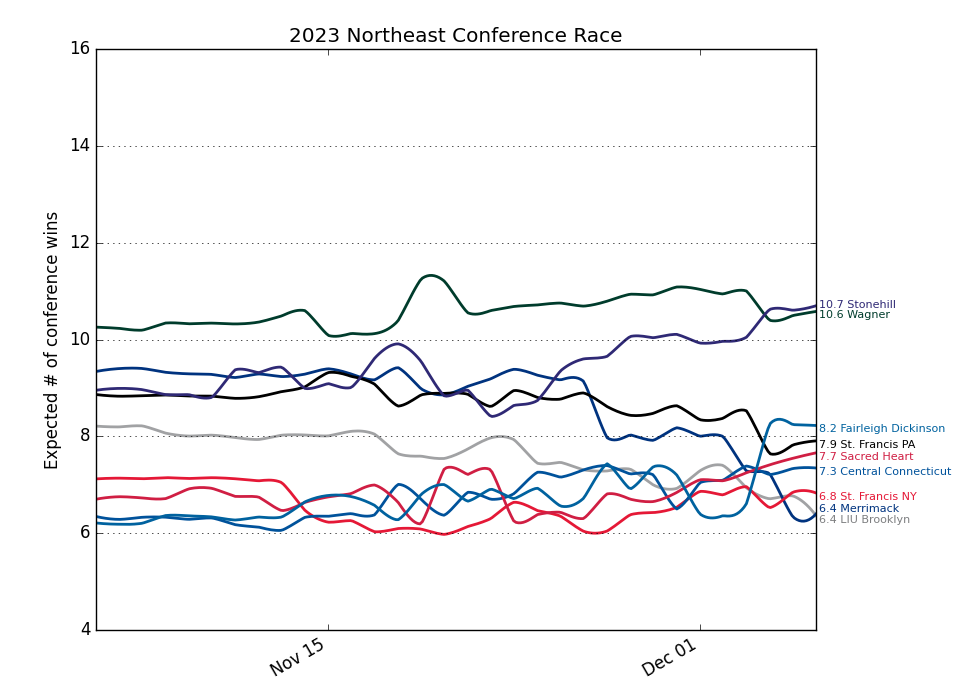 2023 Northeast Conference Race
Expected # of conference wins
16
14
12
10
8
6
4
Nov 15
Dec 01
10.7 Stonehill
10.6 Wagner
8.2 Fairleigh Dickinson
7.9 St. Francis PA
7.7 Sacred Heart
7.3 Central Connecticut
6.8 St. Francis NY
6.4 Merrimack
6.4 LIU Brooklyn